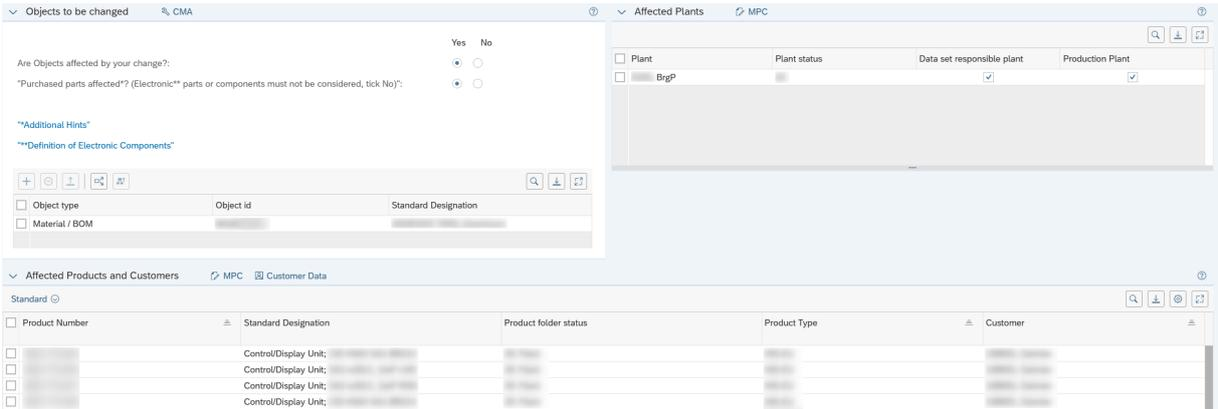 Objects to be changed CMA
Yes No
Are Objects affected by your change?:
"Purchased parts affected*? (Electronic** parts or components must not be considered, tick No)":
"*Additional Hints"
"**Definition of Electronic Components"
Object type Object id Standard Designation
Material / BOM
Affected Plants MPC
Plant Plant status Data set responsible plant Production Plant
BrgP
Affected Products and Customers MPC Customer Data
Standard
Product Number Standard Designation Product folder status Product Type Customer
Control/Display Unit;
Control/Display Unit;
Control/Display Unit;
Control/Display Unit;